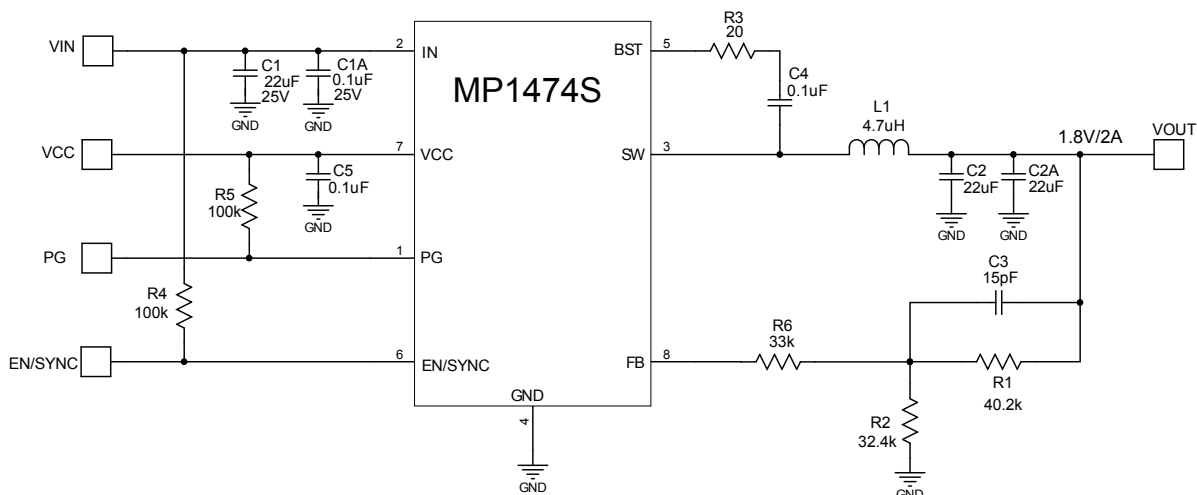 VIN
C1
22uF
25V
GND
C1A
0.1uF
25V
GND
2
IN
MP1474S
BST
5
R3
20
C4
0.1uF
VCC
7
VCC
C5
0.1uF
GND
R5
100k
SW
3
L1
4.7uH
1.8V/2A
VOUT
C2
22uF
GND
C2A
22uF
GND
PG
1
PG
R4
100k
C3
15pF
EN/SYNC
6
EN/SYNC
FB
8
R6
33k
R1
40.2k
R2
32.4k
GND
GND
4
GND